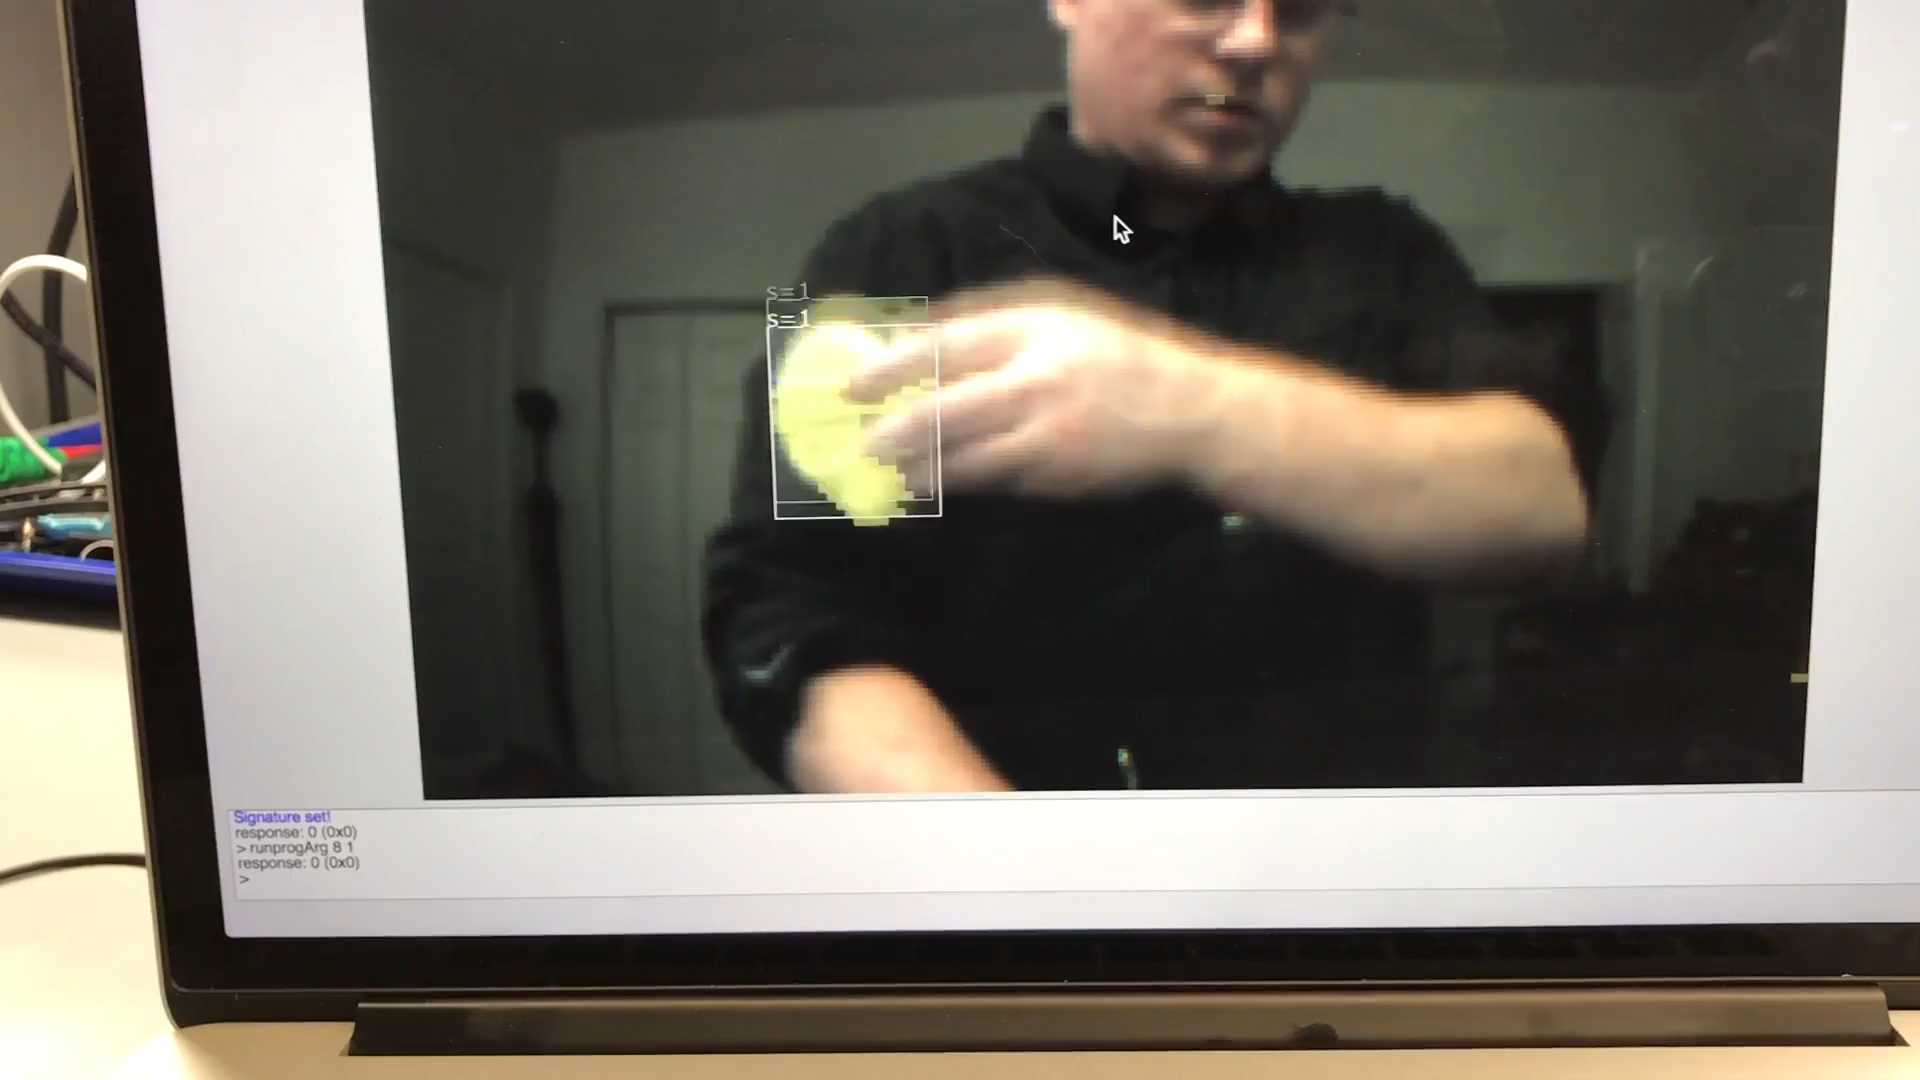 s=1
s=1
Signature set!
response: 0 (0x0)
> runprogArg 8 1
response: 0 (0x0)
>